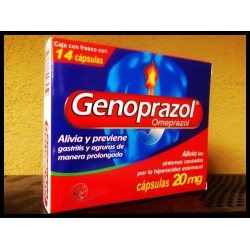 Caja con frasco con
14 cápsulas
Genoprazol®
Omeprazol
Alivia y previene
gastritis y agruras de
manera prolongada
Alivia los
síntomas causados
por la hiperacidez estomacal
cápsulas 20 mg